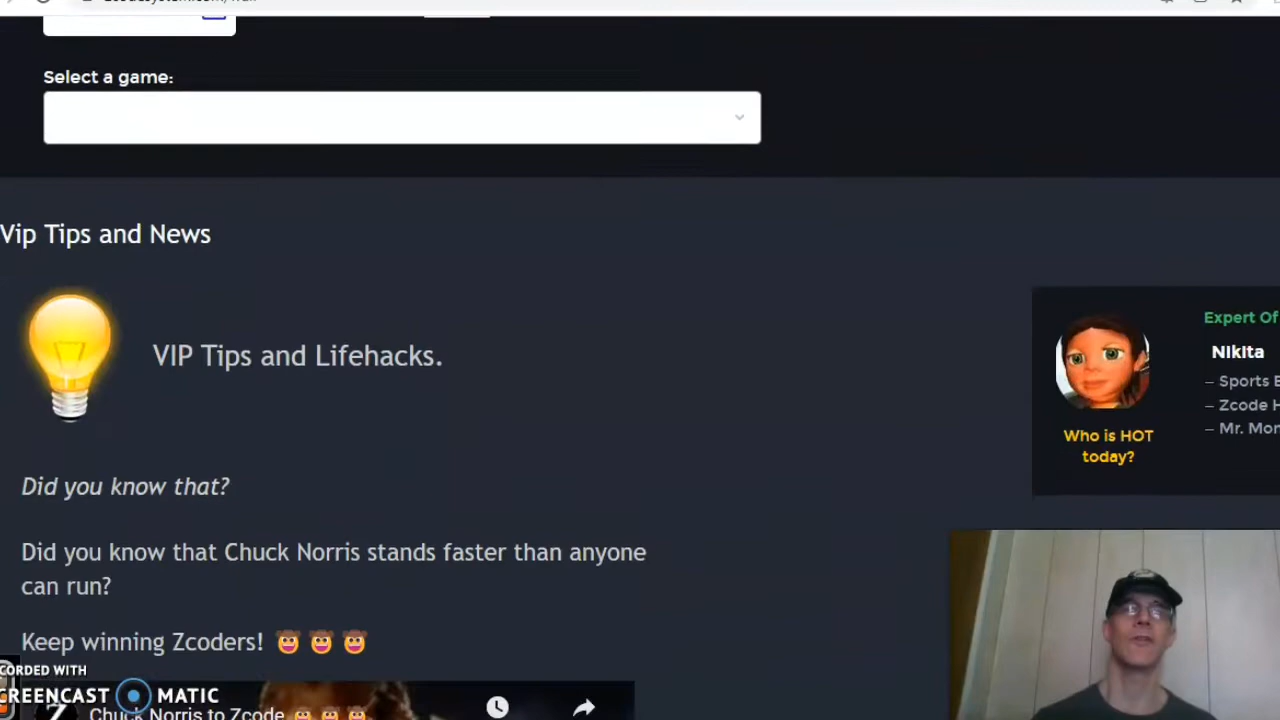 Select a game:
Vip Tips and News
VIP Tips and Lifehacks.
Expert Of
Nikita
– Sports
– Zcode
– Mr. Mon
Who is HOT
today?
Did you know that?
Did you know that Chuck Norris stands faster than anyone
can run?
Keep winning Zcoders!
CORDED WITH
CREENCAST MATIC
Z
Chuck Norris to Zcode